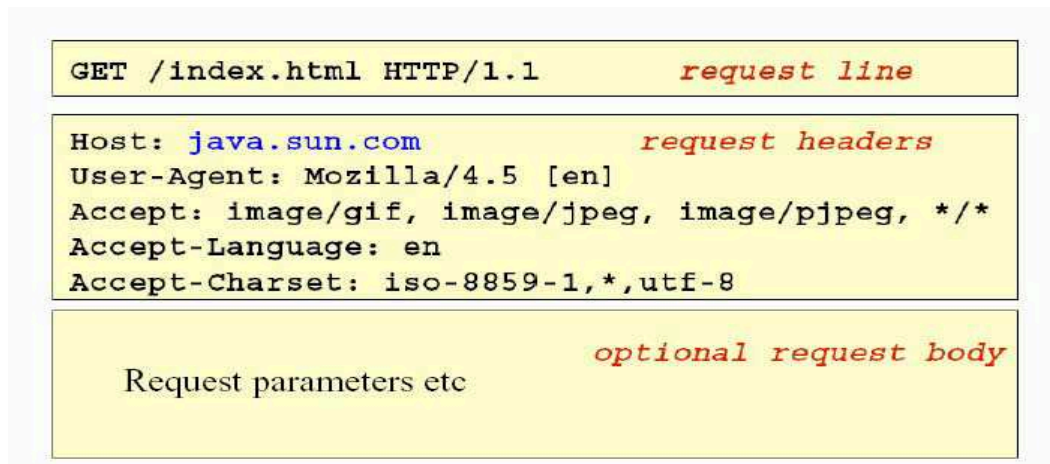 GET /index.html HTTP/1.1 request line
Host: java.sun.com request headers
User-Agent: Mozilla/4.5 [en]
Accept: image/gif, image/jpeg, image/pjpeg, */*
Accept-Language: en
Accept-Charset: iso-8859-1,*,utf-8
optional request body
Request parameters etc